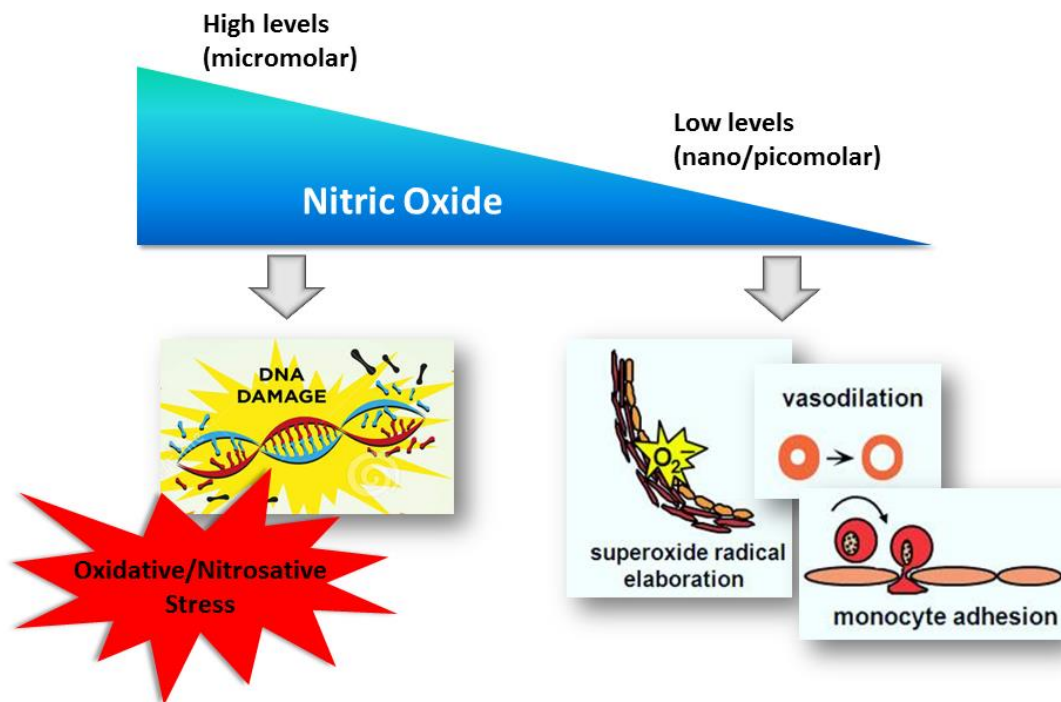 High levels
(micromolar)
Low levels
(nano/picomolar)
Nitric Oxide
DNA
DAMAGE
Oxidative/Nitrosative
Stress
O₂⁻
superoxide radical
elaboration
vasodilation
monocyte adhesion